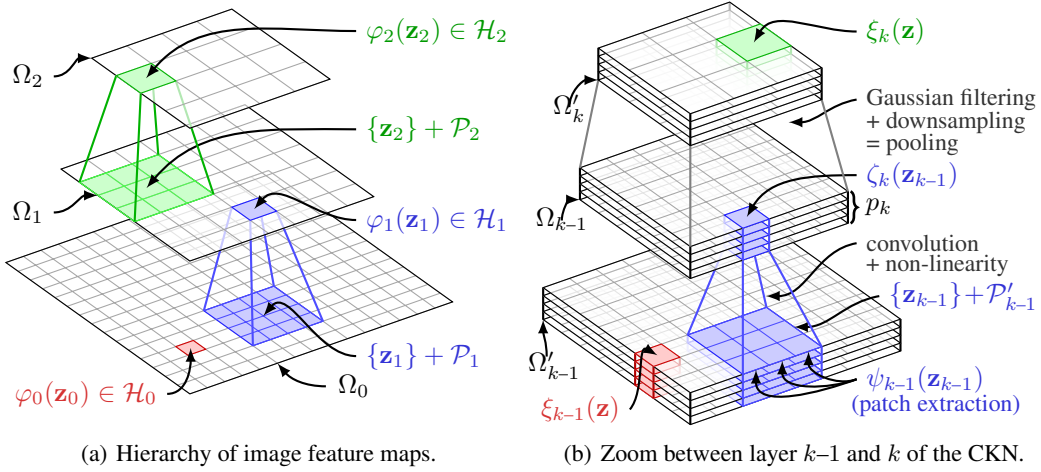 Ω₂
φ₂(z₂) ∈ ℋ₂
{z₂} + 𝒫₂
Ω₁
φ₁(z₁) ∈ ℋ₁
{z₁} + 𝒫₁
Ω₀
φ₀(z₀) ∈ ℋ₀
(a) Hierarchy of image feature maps.
ξₖ(z)
Ω′ₖ
Gaussian filtering
+ downsampling
= pooling
ζₖ(zₖ₋₁)
Ωₖ₋₁
pₖ
convolution
+ non-linearity
{zₖ₋₁}+𝒫′ₖ₋₁
Ω′ₖ₋₁
ξₖ₋₁(z)
ψₖ₋₁(zₖ₋₁)
(patch extraction)
(b) Zoom between layer k–1 and k of the CKN.